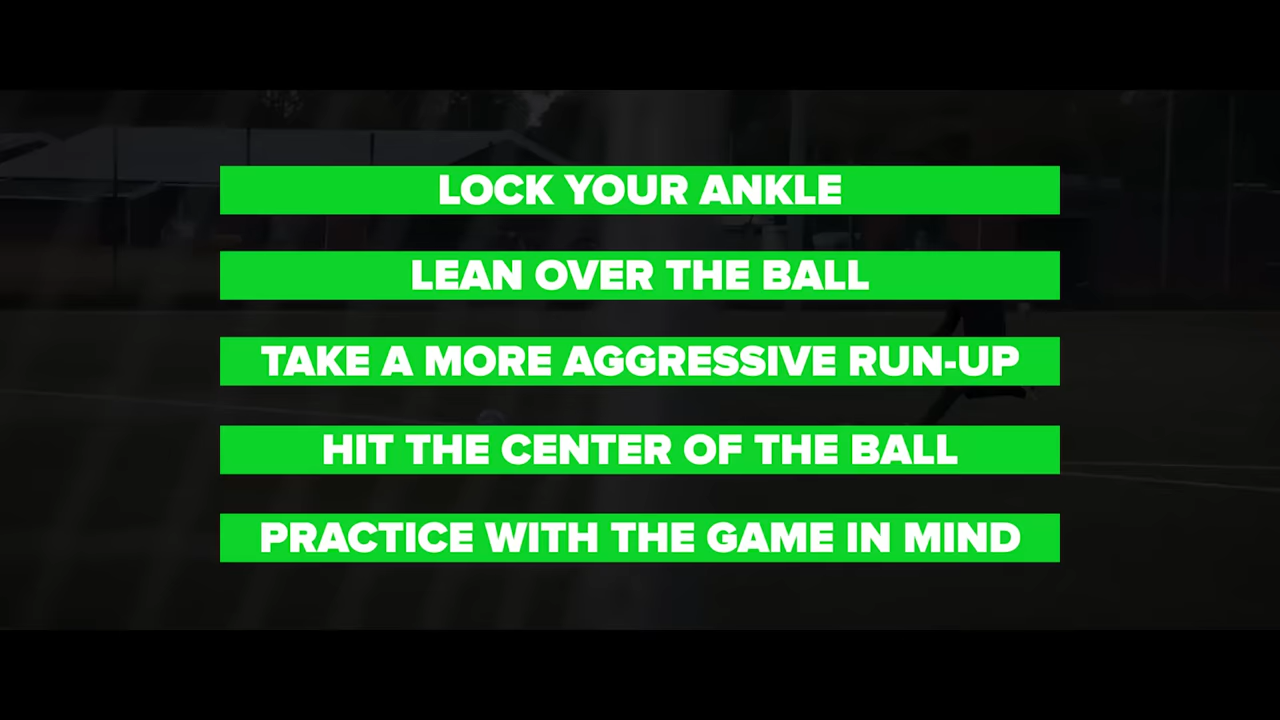 LOCK YOUR ANKLE
LEAN OVER THE BALL
TAKE A MORE AGGRESSIVE RUN-UP
HIT THE CENTER OF THE BALL
PRACTICE WITH THE GAME IN MIND